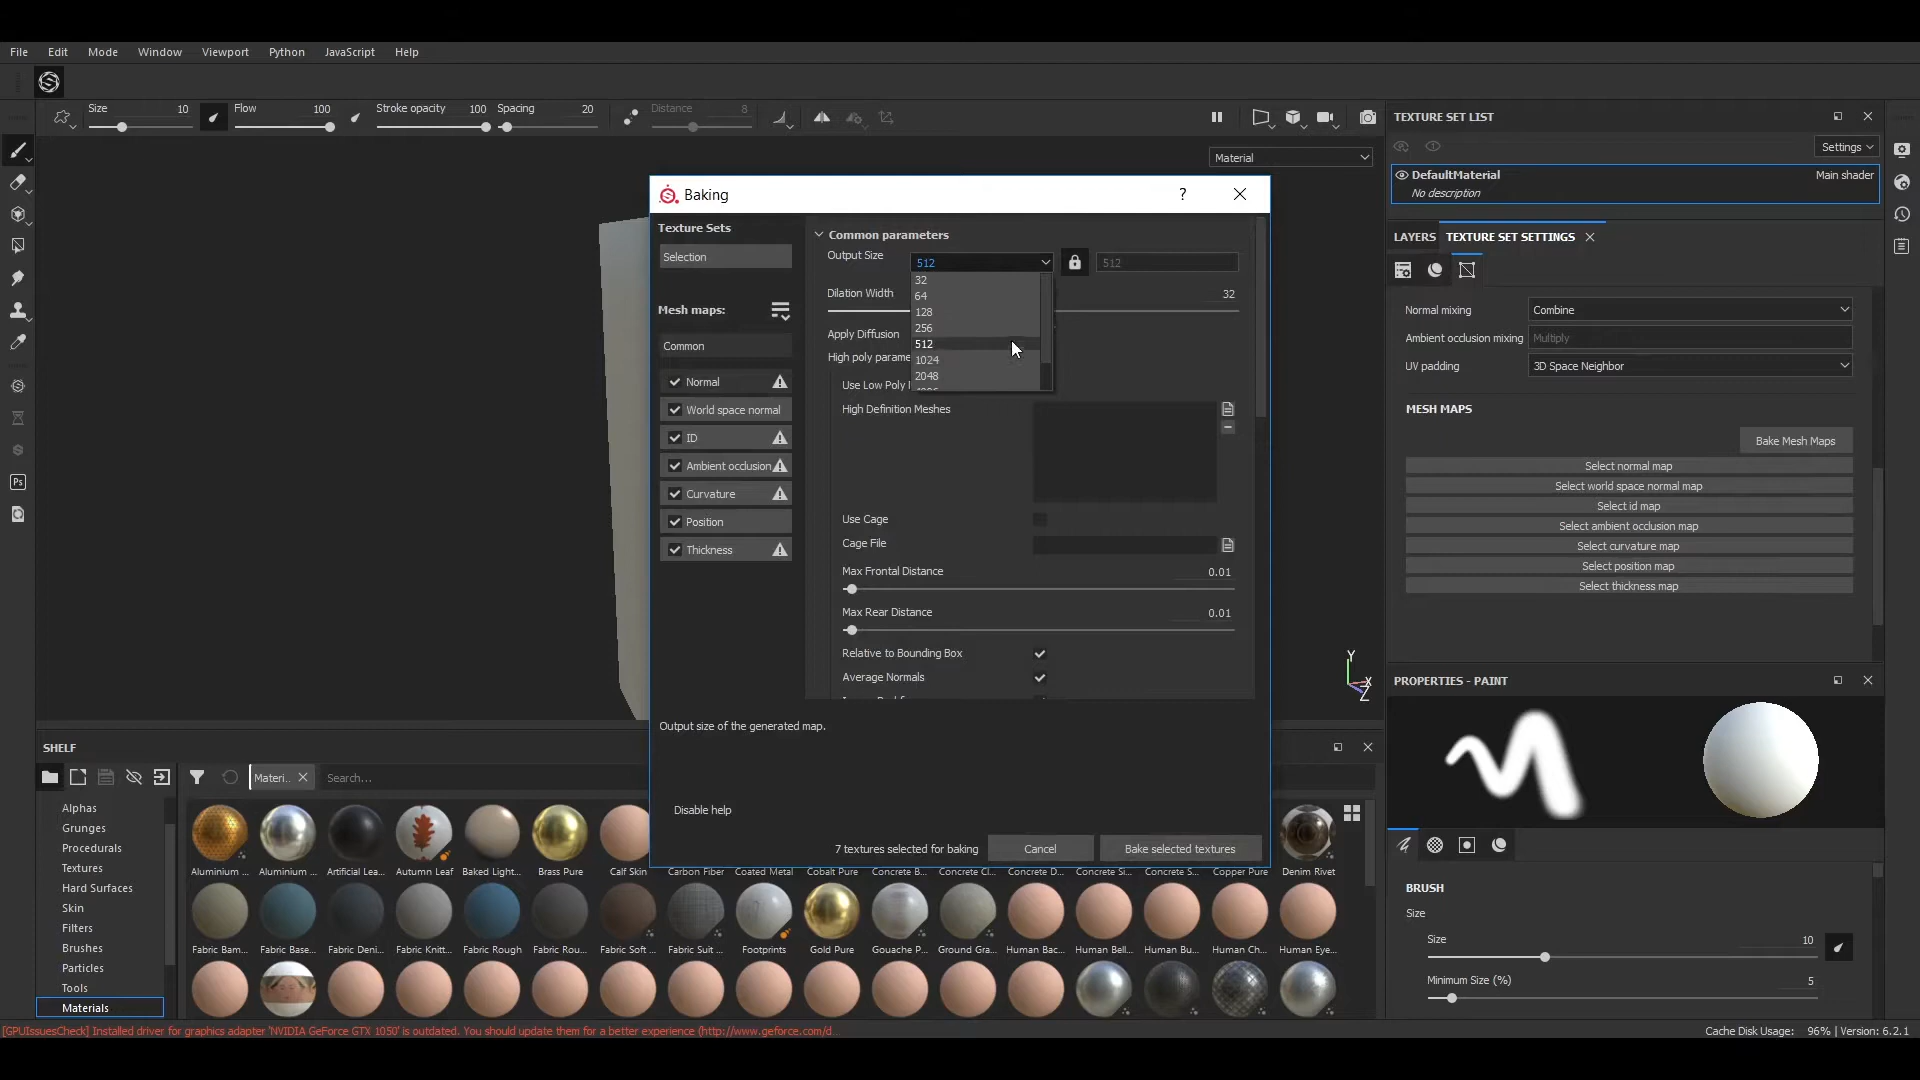 File Edit Mode Window Viewport Python JavaScript Help
Size 10 Flow 100 Stroke opacity 100 Spacing 20 Distance 8
Material
Baking ?
Texture Sets
Selection
Mesh maps:
Common
Normal
World space normal
ID
Ambient occlusion
Curvature
Position
Thickness
Common parameters
Output Size 512 512
32
64
128
256
512
1024
2048
Dilation Width 32
Apply Diffusion
High poly parame
Use Low Poly
High Definition Meshes
Use Cage
Cage File
Max Frontal Distance 0.01
Max Rear Distance 0.01
Relative to Bounding Box
Average Normals
Output size of the generated map.
Disable help
7 textures selected for baking Cancel Bake selected textures
TEXTURE SET LIST
Settings
DefaultMaterial Main shader
No description
LAYERS TEXTURE SET SETTINGS
Normal mixing Combine
Ambient occlusion mixing Multiply
UV padding 3D Space Neighbor
MESH MAPS
Bake Mesh Maps
Select normal map
Select world space normal map
Select id map
Select ambient occlusion map
Select curvature map
Select position map
Select thickness map
Y
X
Z
PROPERTIES - PAINT
BRUSH
Size
Size 10
Minimum Size (%) 5
Ps
SHELF
Materi.. Search...
Alphas
Grunges
Procedurals
Textures
Hard Surfaces
Skin
Filters
Brushes
Particles
Tools
Materials
Aluminium ... Aluminium ... Artificial Lea... Autumn Leaf Baked Light... Brass Pure Calf Skin Carbon Fiber Coated Metal Cobalt Pure Concrete B... Concrete Cl... Concrete D... Concrete Si... Concrete S... Copper Pure Denim Rivet
Fabric Bam... Fabric Base... Fabric Deni... Fabric Knitt... Fabric Rough Fabric Rou... Fabric Soft ... Fabric Suit ... Footprints Gold Pure Gouache P... Ground Gra... Human Bac... Human Bell... Human Bu... Human Ch... Human Eye...
[GPUIssuesCheck] Installed driver for graphics adapter 'NVIDIA GeForce GTX 1050' is outdated. You should update them for a better experience (http://www.geforce.com/d...
Cache Disk Usage: 96% | Version: 6.2.1